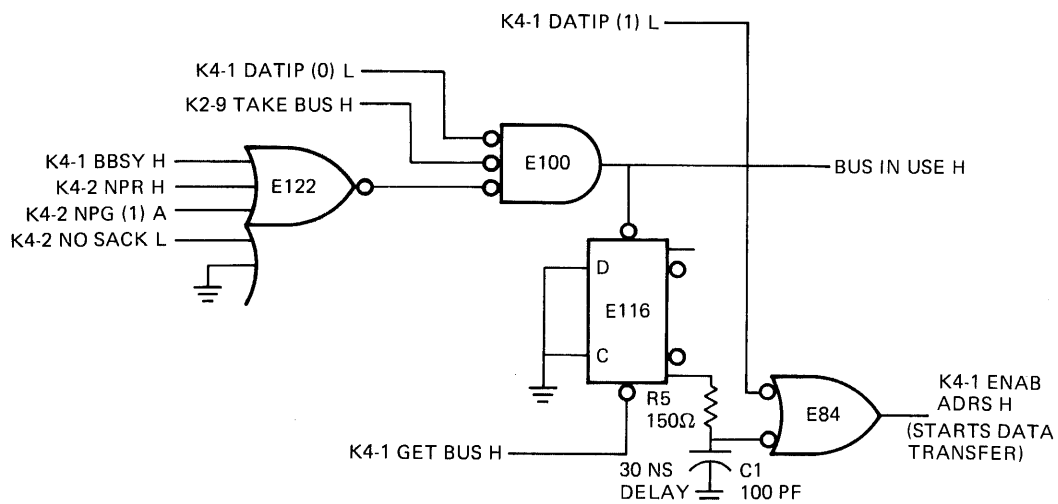 K4-1 DATIP (1) L
K4-1 DATIP (0) L
K2-9 TAKE BUS H
E100
BUS IN USE H
K4-1 BBSY H
K4-2 NPR H
K4-2 NPG (1) A
K4-2 NO SACK L
E122
D
E116
C
R5
150Ω
E84
K4-1 ENAB
ADRS H
(STARTS DATA
TRANSFER)
K4-1 GET BUS H
30 NS
DELAY
C1
100 PF